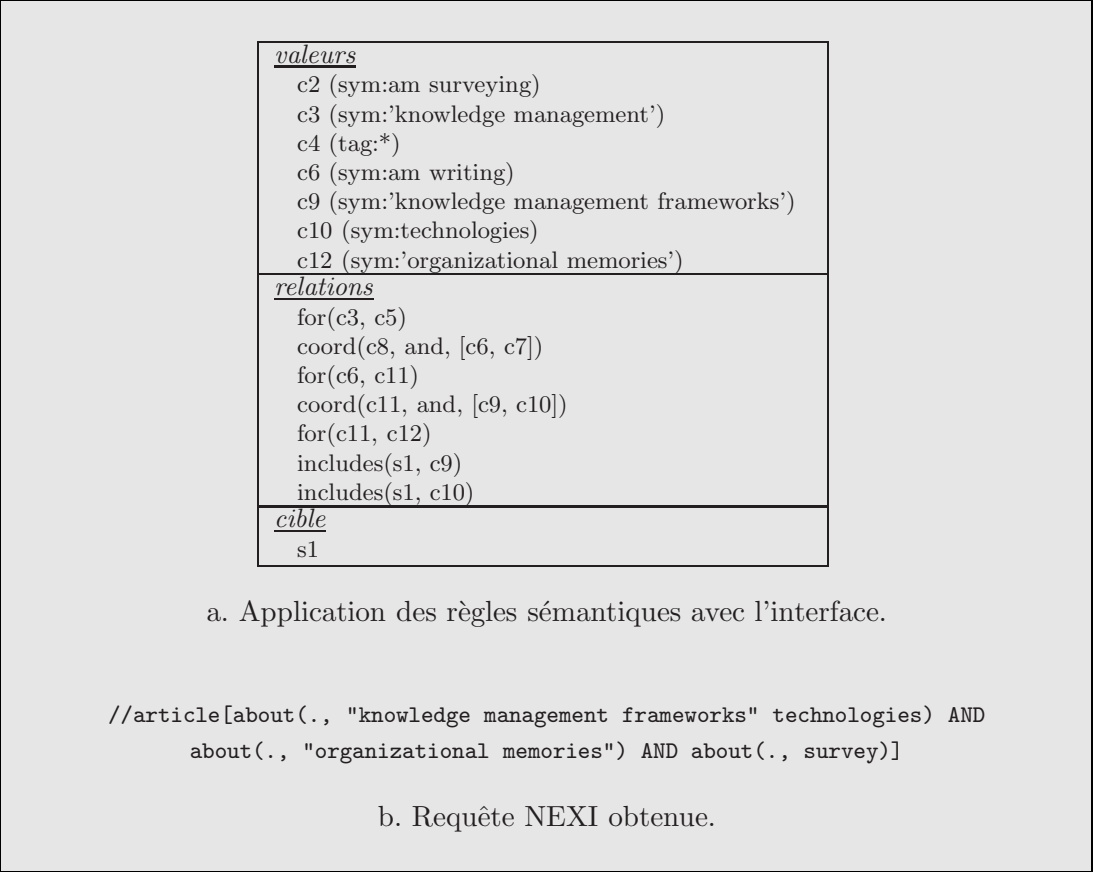 valeurs
c2 (sym:am surveying)
c3 (sym:’knowledge management’)
c4 (tag:*)
c6 (sym:am writing)
c9 (sym:’knowledge management frameworks’)
c10 (sym:technologies)
c12 (sym:’organizational memories’)
relations
for(c3, c5)
coord(c8, and, [c6, c7])
for(c6, c11)
coord(c11, and, [c9, c10])
for(c11, c12)
includes(s1, c9)
includes(s1, c10)
cible
s1
a. Application des règles sémantiques avec l’interface.
//article[about(., "knowledge management frameworks" technologies) AND
about(., "organizational memories") AND about(., survey)]
b. Requête NEXI obtenue.